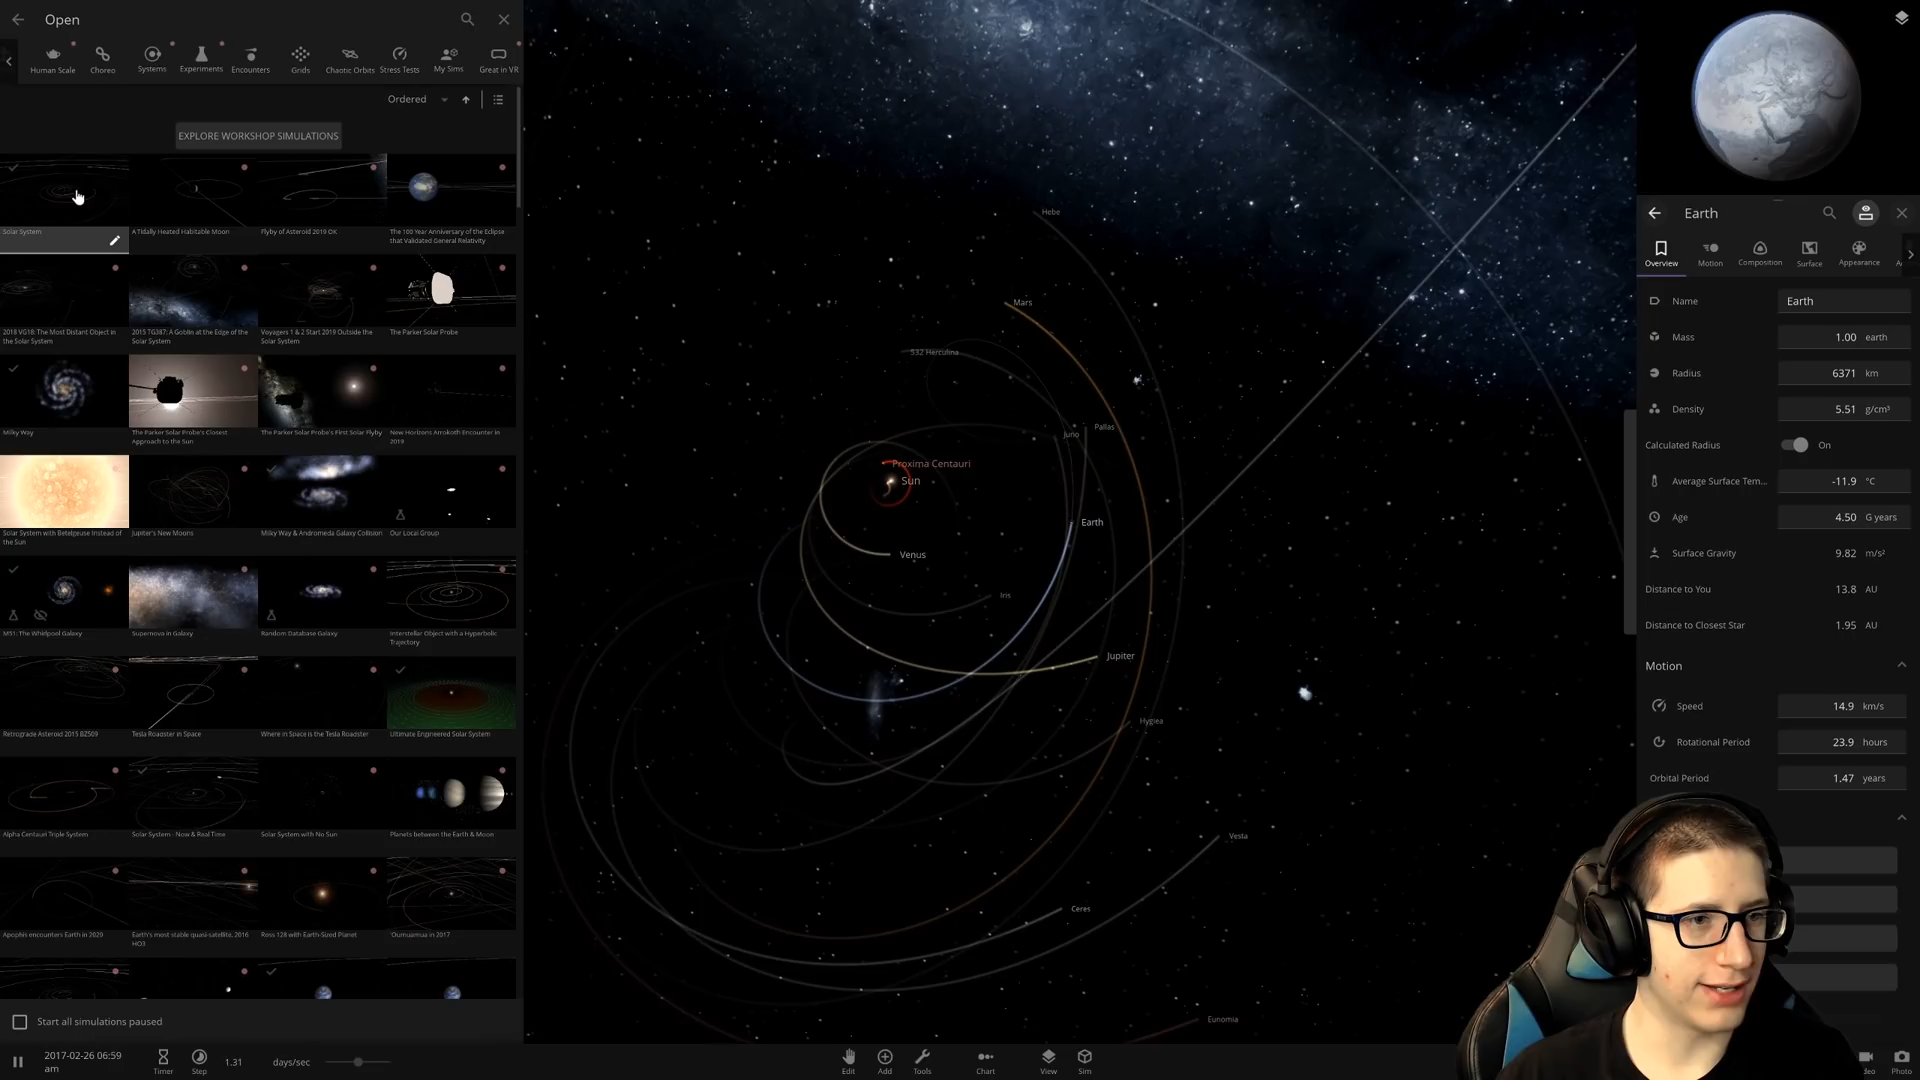 Open
Human Scale
Choreo
Systems
Experiments
Encounters
Grids
Chaotic Orbits
Stress Tests
My Sims
Great in VR
Ordered
EXPLORE WORKSHOP SIMULATIONS
Solar System
A Tidally Heated Habitable Moon
Flyby of Asteroid 2019 OK
The 100 Year Anniversary of the Eclipse
that Validated General Relativity
2018 VG18: The Most Distant Object in
the Solar System
2015 TG387: A Goblin at the Edge of the
Solar System
Voyagers 1 & 2 Start 2019 Outside the
Solar System
The Parker Solar Probe
Milky Way
The Parker Solar Probe's Closest
Approach to the Sun
The Parker Solar Probe's First Solar Flyby
New Horizons Arrokoth Encounter in
2019
Solar System with Betelgeuse Instead of
the Sun
Jupiter's New Moons
Milky Way & Andromeda Galaxy Collision
Our Local Group
M51: The Whirlpool Galaxy
Supernova in Galaxy
Random Database Galaxy
Interstellar Object with a Hyperbolic
Trajectory
Retrograde Asteroid 2015 BZ509
Tesla Roadster in Space
Where in Space is the Tesla Roadster
Ultimate Engineered Solar System
Alpha Centauri Triple System
Solar System - Now & Real Time
Solar System with No Sun
Planets between the Earth & Moon
Apophis encounters Earth in 2029
Earth's most stable quasi-satellite, 2016
HO3
Ross 128 with Earth-Sized Planet
'Oumuamua in 2017
Start all simulations paused
2017-02-26 06:59
am
Timer
Step
1.31
days/sec
Hebe
Mars
532 Herculina
Pallas
Juno
Proxima Centauri
Sun
Earth
Venus
Iris
Jupiter
Hygiea
Vesta
Ceres
Eunomia
Edit
Add
Tools
Chart
View
Sim
Earth
Overview
Motion
Composition
Surface
Appearance
Name
Earth
Mass
1.00 earth
Radius
6371 km
Density
5.51 g/cm³
Calculated Radius
On
Average Surface Tem...
-11.9 °C
Age
4.50 G years
Surface Gravity
9.82 m/s²
Distance to You
13.8 AU
Distance to Closest Star
1.95 AU
Motion
Speed
14.9 km/s
Rotational Period
23.9 hours
Orbital Period
1.47 years
Photo